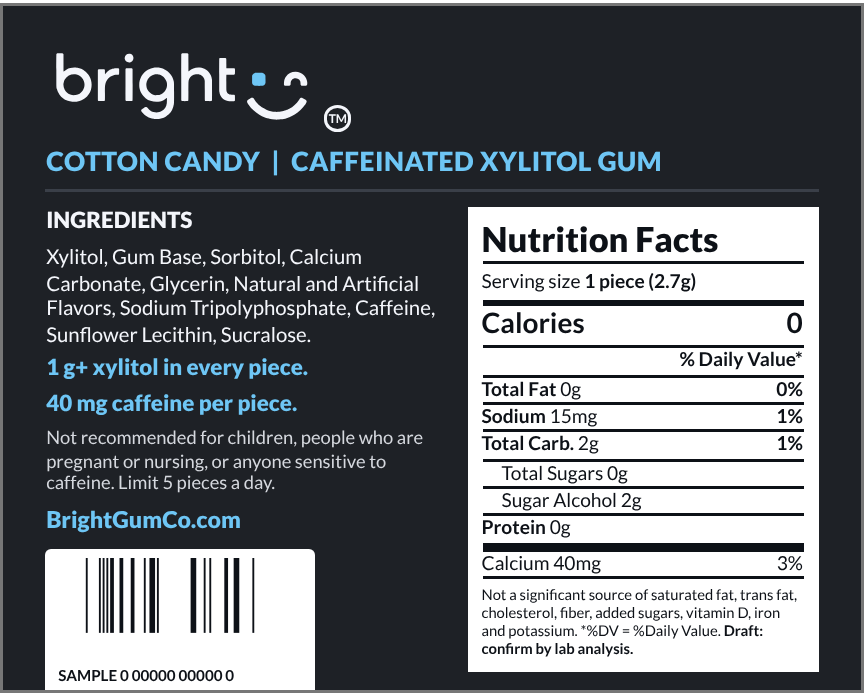 bright
TM
COTTON CANDY | CAFFEINATED XYLITOL GUM
INGREDIENTS
Xylitol, Gum Base, Sorbitol, Calcium
Carbonate, Glycerin, Natural and Artificial
Flavors, Sodium Tripolyphosphate, Caffeine,
Sunflower Lecithin, Sucralose.
1 g+ xylitol in every piece.
40 mg caffeine per piece.
Not recommended for children, people who are
pregnant or nursing, or anyone sensitive to
caffeine. Limit 5 pieces a day.
BrightGumCo.com
SAMPLE 0 00000 00000 0
Nutrition Facts
Serving size 1 piece (2.7g)
Calories 0
% Daily Value*
Total Fat 0g 0%
Sodium 15mg 1%
Total Carb. 2g 1%
Total Sugars 0g
Sugar Alcohol 2g
Protein 0g
Calcium 40mg 3%
Not a significant source of saturated fat, trans fat,
cholesterol, fiber, added sugars, vitamin D, iron
and potassium. *%DV = %Daily Value. Draft:
confirm by lab analysis.